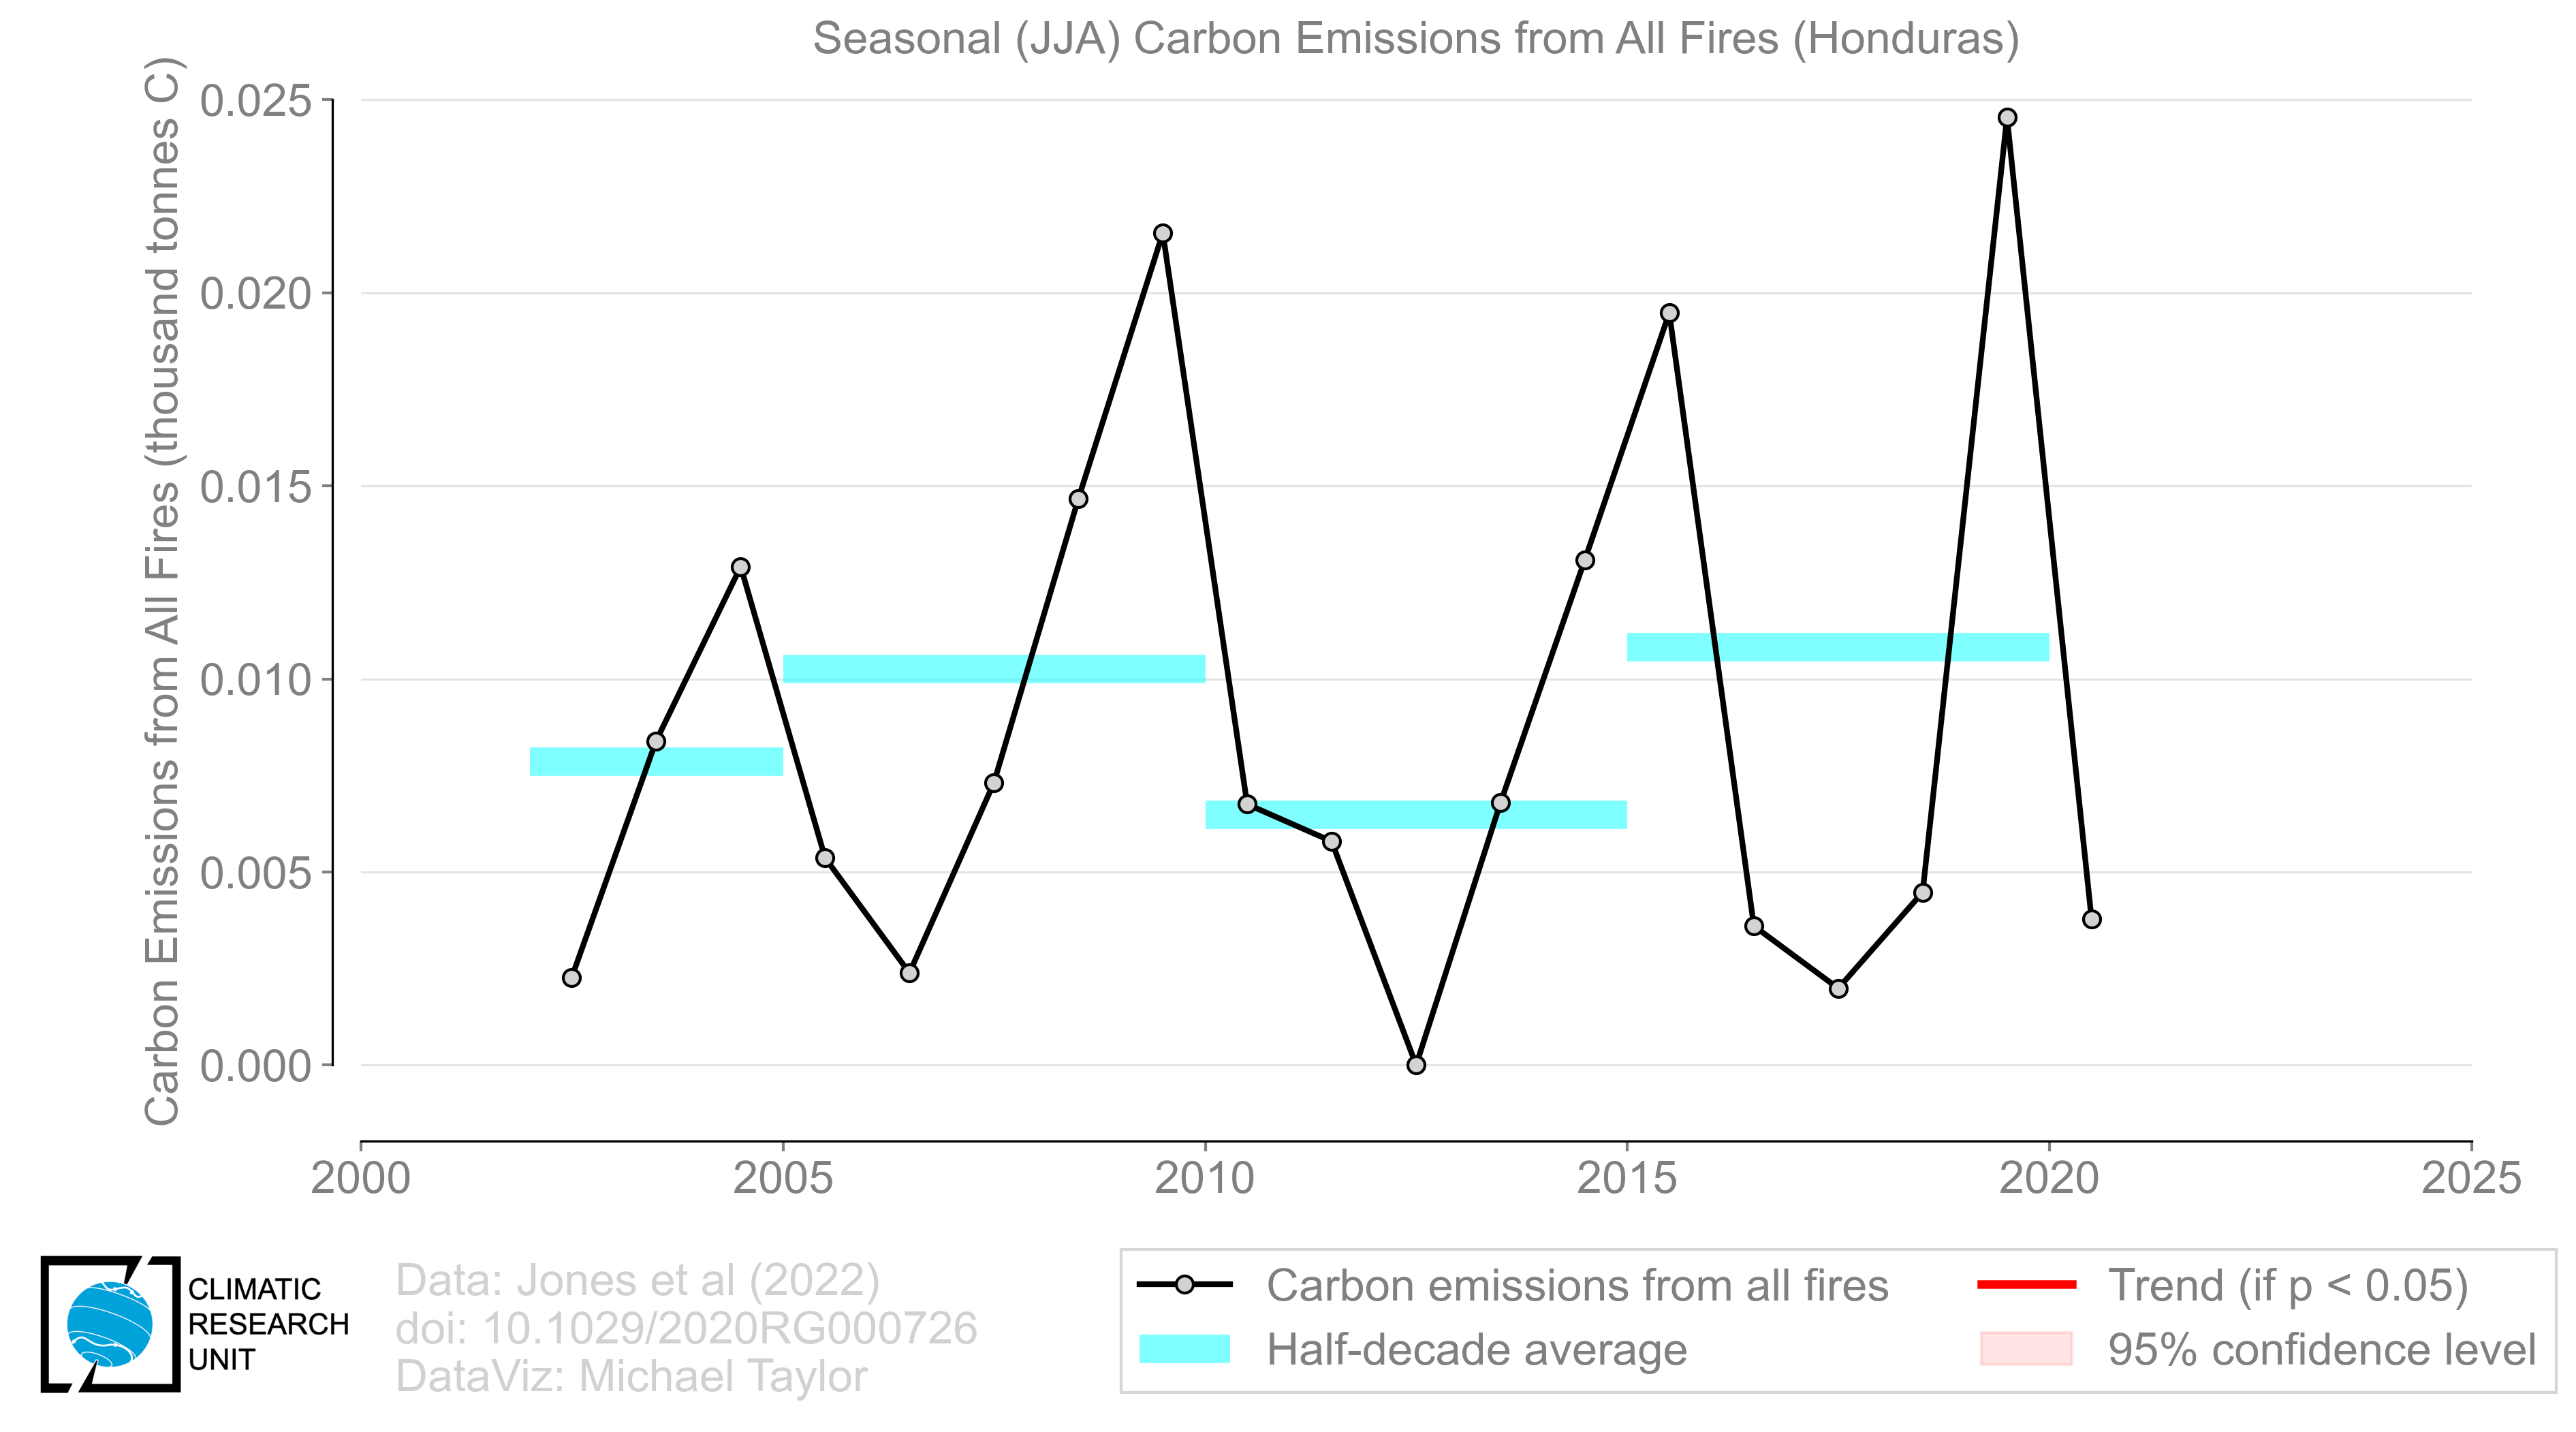 Seasonal (JJA) Carbon Emissions from All Fires (Honduras)
Carbon Emissions from All Fires (thousand tonnes C)
0.025
0.020
0.015
0.010
0.005
0.000
2000 2005 2010 2015 2020 2025
CLIMATIC
RESEARCH
UNIT
Data: Jones et al (2022)
doi: 10.1029/2020RG000726
DataViz: Michael Taylor
Carbon emissions from all fires
Half-decade average
Trend (if p < 0.05)
95% confidence level